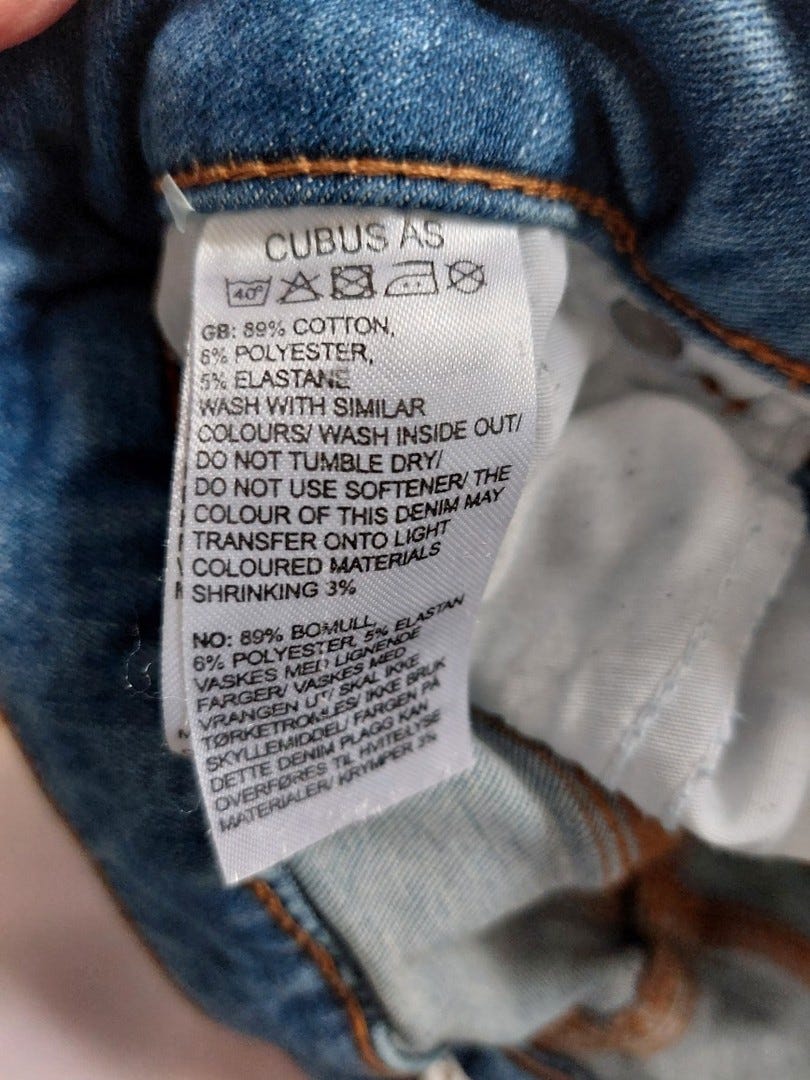 CUBUS AS
40°
GB: 89% COTTON,
6% POLYESTER,
5% ELASTANE
WASH WITH SIMILAR
COLOURS/ WASH INSIDE OUT/
DO NOT TUMBLE DRY/
DO NOT USE SOFTENER/ THE
COLOUR OF THIS DENIM MAY
TRANSFER ONTO LIGHT
COLOURED MATERIALS
SHRINKING 3%
NO: 89% BOMULL,
6% POLYESTER, 5% ELASTAN
VASKES MED LIGNENDE
FARGER/ VASKES MED
VRANGEN UT/ SKAL IKKE
TØRKETROMLES/ IKKE BRUK
SKYLLEMIDDEL/ FARGEN PÅ
DETTE DENIM PLAGG KAN
OVERFØRES TIL HVITE/LYSE
MATERIALER/ KRYMPER 3%